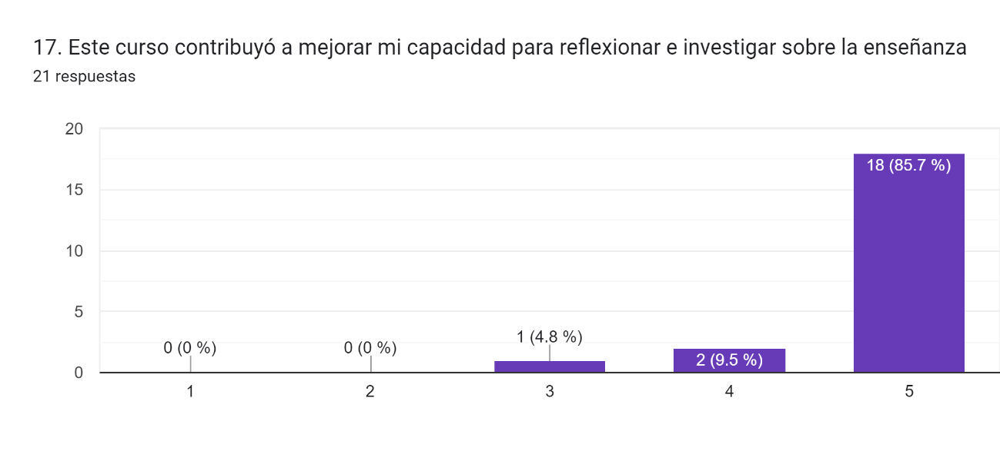 17. Este curso contribuyó a mejorar mi capacidad para reflexionar e investigar sobre la enseñanza
21 respuestas
20
15
10
5
0
0 (0 %)
0 (0 %)
1 (4.8 %)
2 (9.5 %)
18 (85.7 %)
1
2
3
4
5